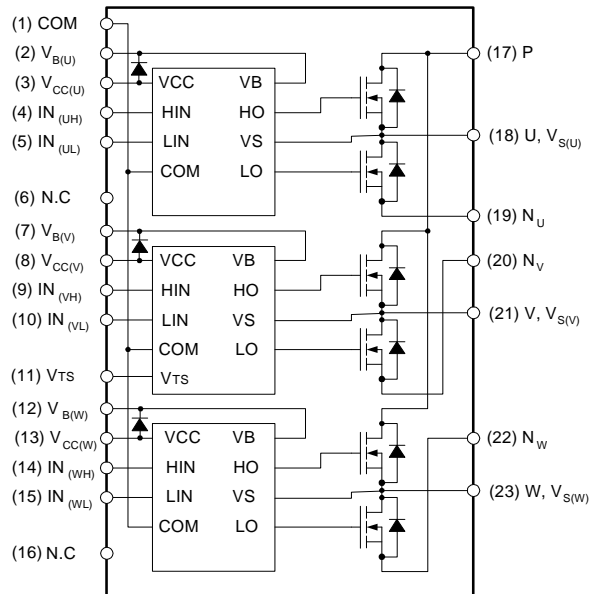 (1) COM
(2) VB(U)
(3) VCC(U)
(4) IN (UH)
(5) IN (UL)
(6) N.C
(7) VB(V)
(8) VCC(V)
(9) IN (VH)
(10) IN (VL)
(11) VTS
(12) VB(W)
(13) VCC(W)
(14) IN (WH)
(15) IN (WL)
(16) N.C
VCC VB
HIN HO
LIN VS
COM LO
VCC VB
HIN HO
LIN VS
COM LO
VTS
VCC VB
HIN HO
LIN VS
COM LO
(17) P
(18) U, VS(U)
(19) NU
(20) NV
(21) V, VS(V)
(22) NW
(23) W, VS(W)